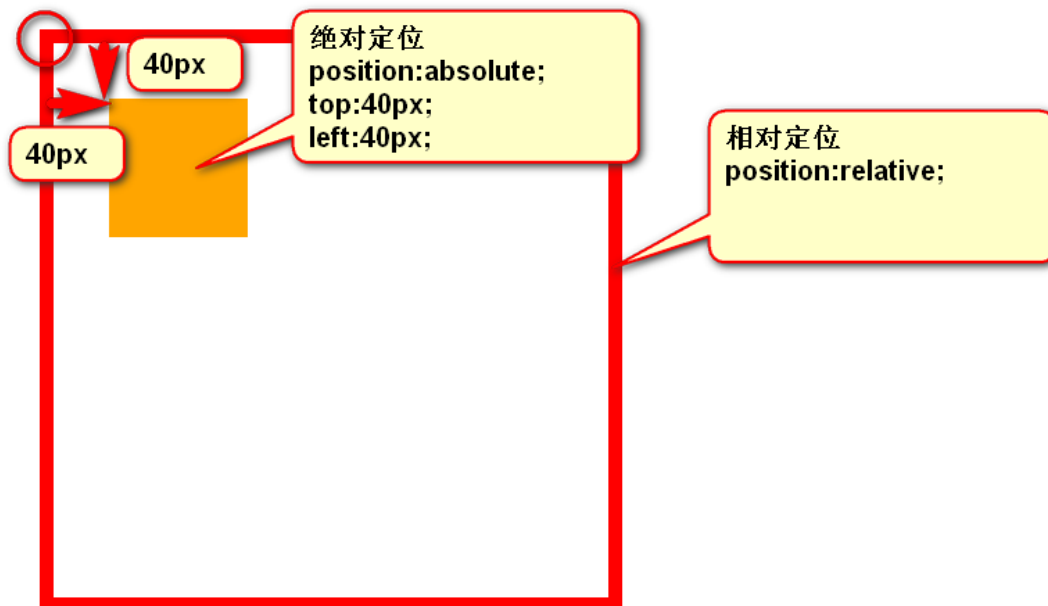 40px
绝对定位
position:absolute;
top:40px;
left:40px;
40px
相对定位
position:relative;